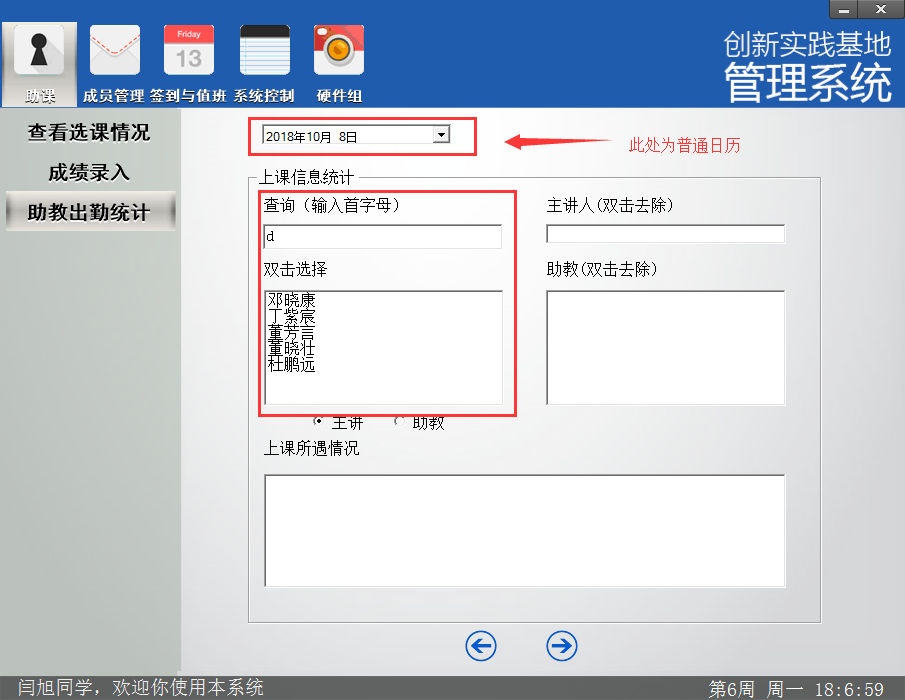 创新实践基地
管理系统
Friday
13
助课
成员管理
签到与值班
系统控制
硬件组
查看选课情况
成绩录入
助教出勤统计
2018年10月 8日
此处为普通日历
上课信息统计
查询（输入首字母）
d
双击选择
邓晓康
丁紫宸
董芳言
董晓壮
杜鹏远
主讲人(双击去除)
助教(双击去除)
主讲
助教
上课所遇情况
闫旭同学，欢迎你使用本系统
第6周 周一 18:6:59